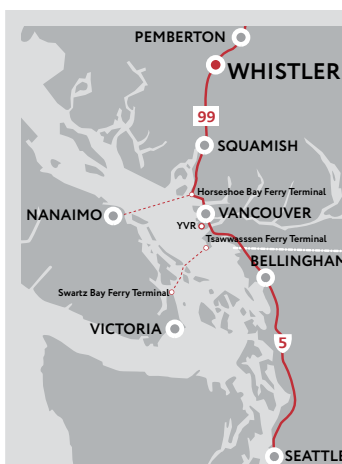 PEMBERTON
WHISTLER
99
SQUAMISH
Horseshoe Bay Ferry Terminal
NANAIMO
VANCOUVER
YVR
Tsawwasssen Ferry Terminal
BELLINGHAM
Swartz Bay Ferry Terminal
VICTORIA
5
SEATTLE